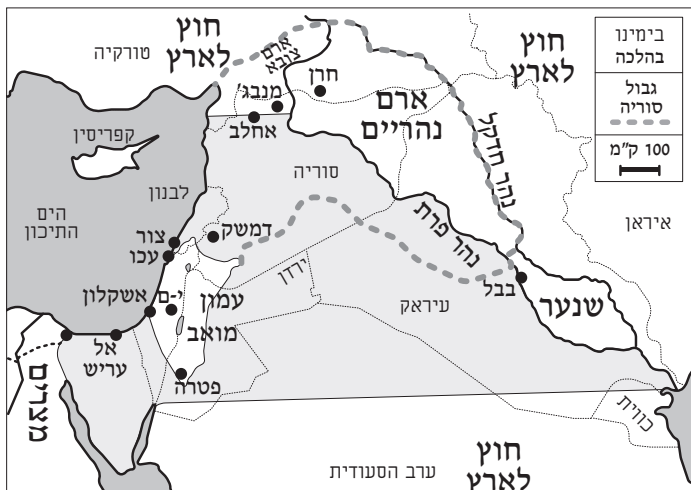 בימינו
בהלכה
גבול
סוריה
100 ק"מ
חוץ
לארץ
טורקיה
חוץ
לארץ
ארם
צובא
חרן
מנבג'
אחלב
ארם
נהריים
נהר חדקל
קפריסין
הים
התיכון
לבנון
סוריה
איראן
צור
עכו
דמשק
נהר פרת
ירדן
אשקלון
י-ם
עמון
מואב
עיראק
בבל
שנער
אל
עריש
פטרה
מצרים
כווית
ערב הסעודית
חוץ
לארץ